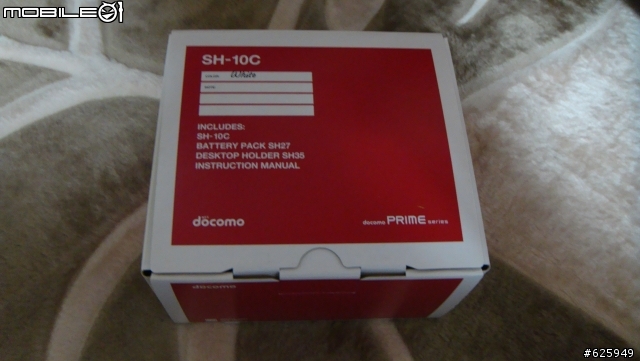 MOBILE01
SH-10C
White
INCLUDES:
SH-10C
BATTERY PACK SH27
DESKTOP HOLDER SH35
INSTRUCTION MANUAL
docomo
docomo PRIME series
docomo
#625949